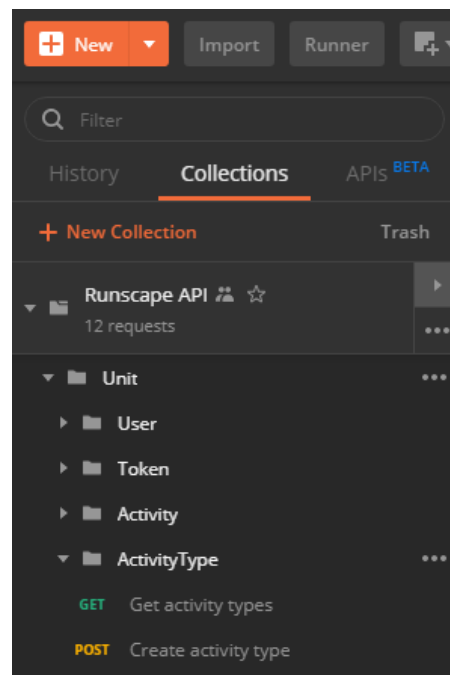 New Import Runner
Filter
History Collections APIs BETA
+ New Collection Trash
Runscape API
12 requests
Unit
User
Token
Activity
ActivityType
GET Get activity types
POST Create activity type